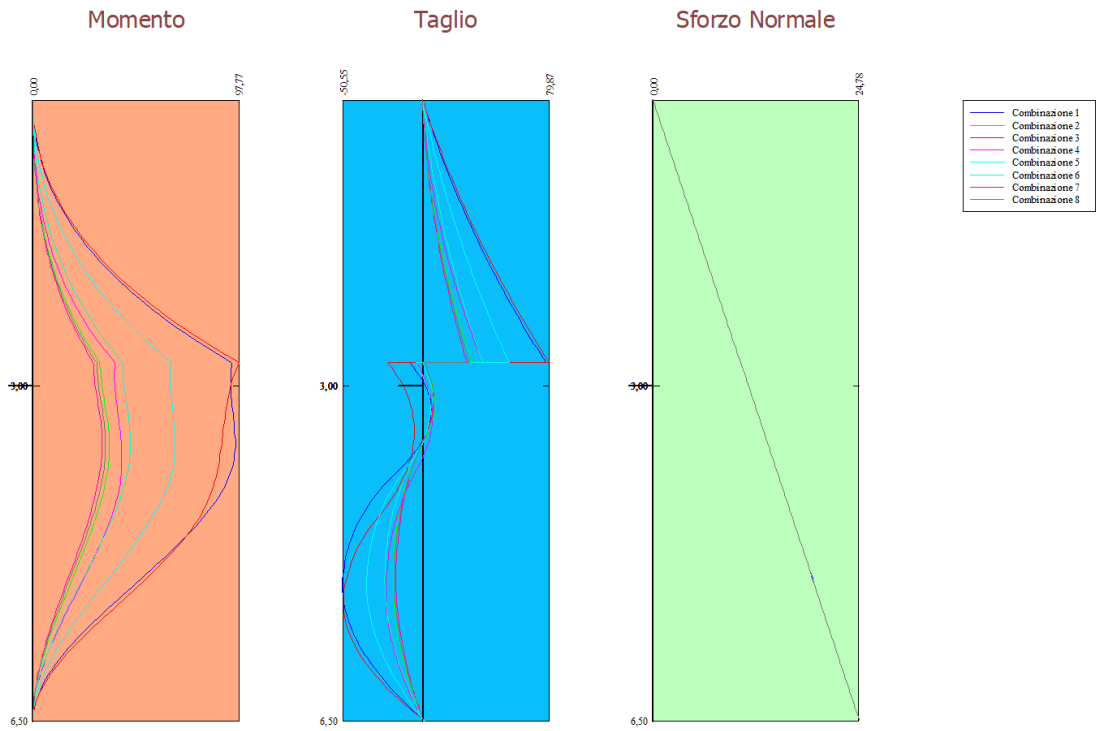 Momento Taglio Sforzo Normale
0,00 97,77 -50,55 79,87 0,00 24,78
Combinazione 1
Combinazione 2
Combinazione 3
Combinazione 4
Combinazione 5
Combinazione 6
Combinazione 7
Combinazione 8
3,00 3,00 3,00
6,50 6,50 6,50